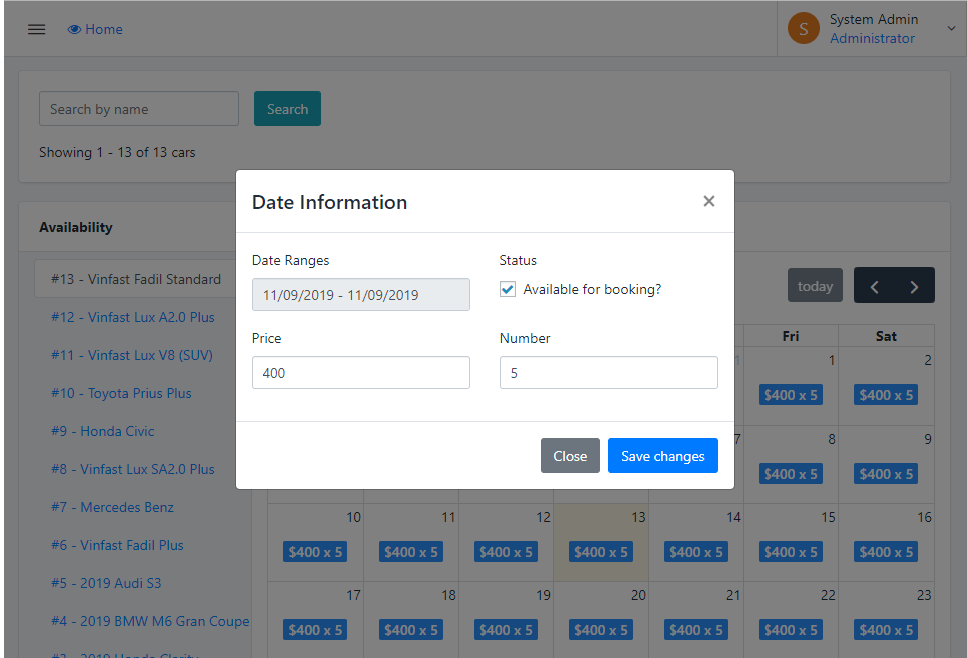 Home
System Admin
S
Administrator
Search by name
Search
Showing 1 - 13 of 13 cars
Date Information
×
Availability
Date Ranges
Status
#13 - Vinfast Fadil Standard
11/09/2019 - 11/09/2019
Available for booking?
today
#12 - Vinfast Lux A2.0 Plus
Price
Number
Fri
Sat
#11 - Vinfast Lux V8 (SUV)
400
5
1
1
2
#10 - Toyota Prius Plus
$400 x 5
$400 x 5
#9 - Honda Civic
7
8
9
Close
Save changes
#8 - Vinfast Lux SA2.0 Plus
$400 x 5
$400 x 5
#7 - Mercedes Benz
10
11
12
13
14
15
16
#6 - Vinfast Fadil Plus
$400 x 5
$400 x 5
$400 x 5
$400 x 5
$400 x 5
$400 x 5
$400 x 5
#5 - 2019 Audi S3
17
18
19
20
21
22
23
#4 - 2019 BMW M6 Gran Coupe
$400 x 5
$400 x 5
$400 x 5
$400 x 5
$400 x 5
$400 x 5
$400 x 5
#3 - 2019 Honda Clarity